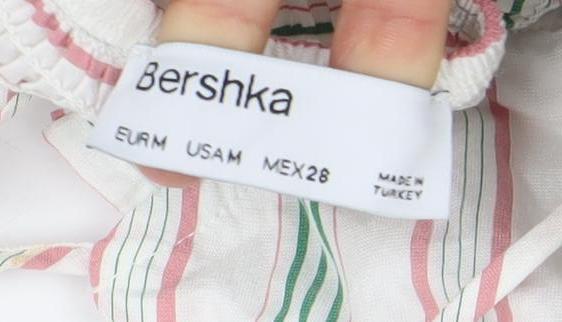 Bershka
EUR M USA M MEX 28
MADE IN
TURKEY